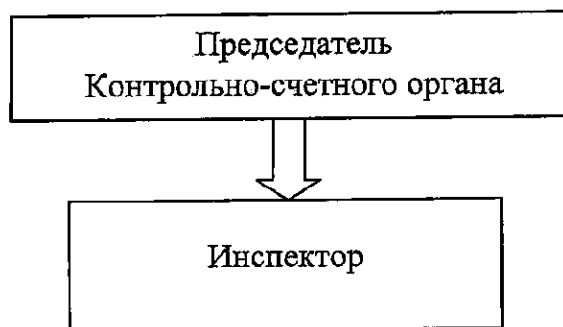 Председатель
Контрольно-счетного органа
Инспектор